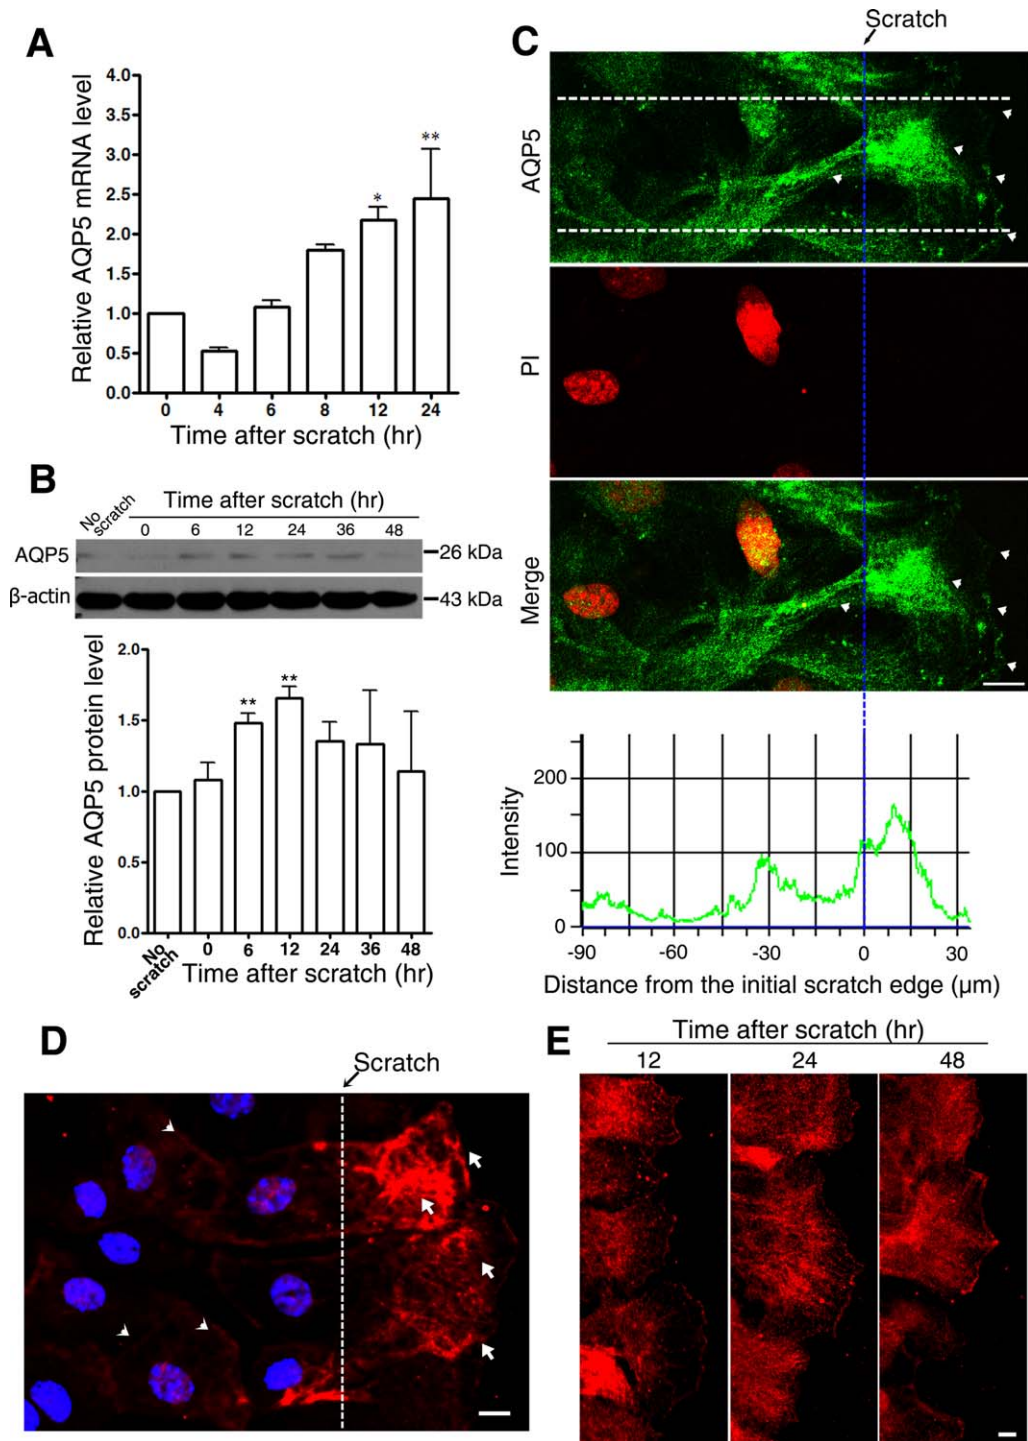 A
Relative AQP5 mRNA level
4.0
3.5
3.0
2.5
2.0
1.5
1.0
0.5
0.0
*
**
0 4 6 8 12 24
Time after scratch (hr)
B
No scratch
Time after scratch (hr)
0 6 12 24 36 48
AQP5
26 kDa
β-actin
43 kDa
Relative AQP5 protein level
2.0
1.5
1.0
0.5
0.0
**
**
No scratch
0 6 12 24 36 48
Time after scratch (hr)
C
Scratch
AQP5
PI
Merge
Intensity
200
100
0
-90 -60 -30 0 30
Distance from the initial scratch edge (μm)
D
Scratch
E
Time after scratch (hr)
12 24 48